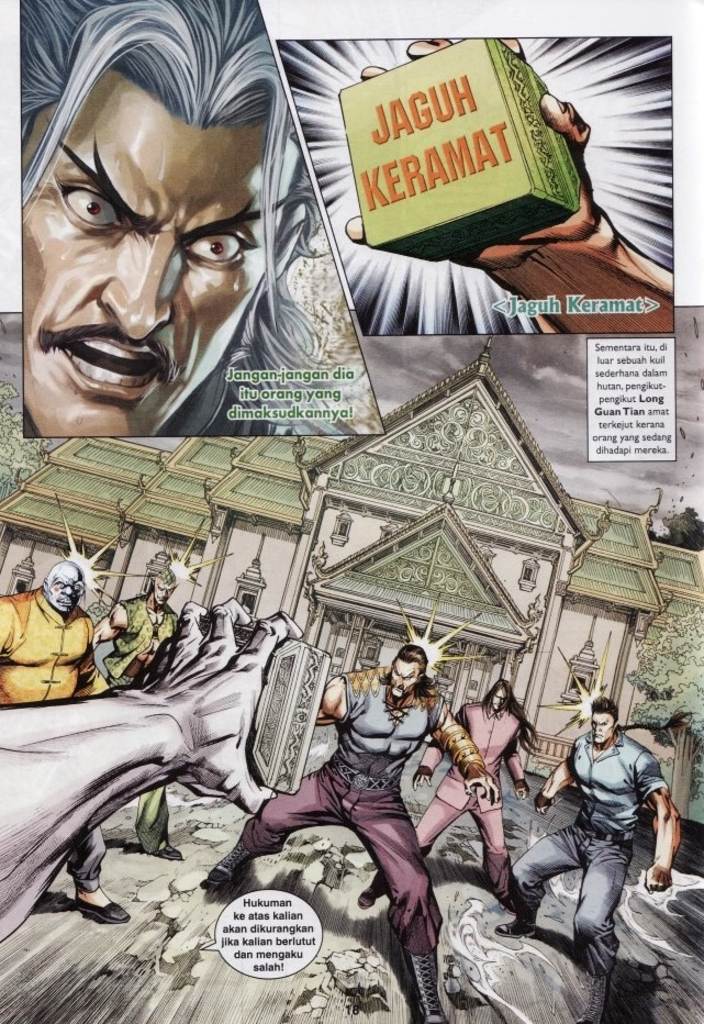 JAGUH
KERAMAT
<Jaguh Keramat>
Jangan-jangan dia
itu orang yang
dimaksudkannya!
Sementara itu, di
luar sebuah kuil
sederhana dalam
hutan, pengikut-
pengikut Long
Guan Tian amat
terkejut kerana
orang yang sedang
dihadapi mereka.
Hukuman
ke atas kalian
akan dikurangkan
jika kalian berlutut
dan mengaku
salah!
18